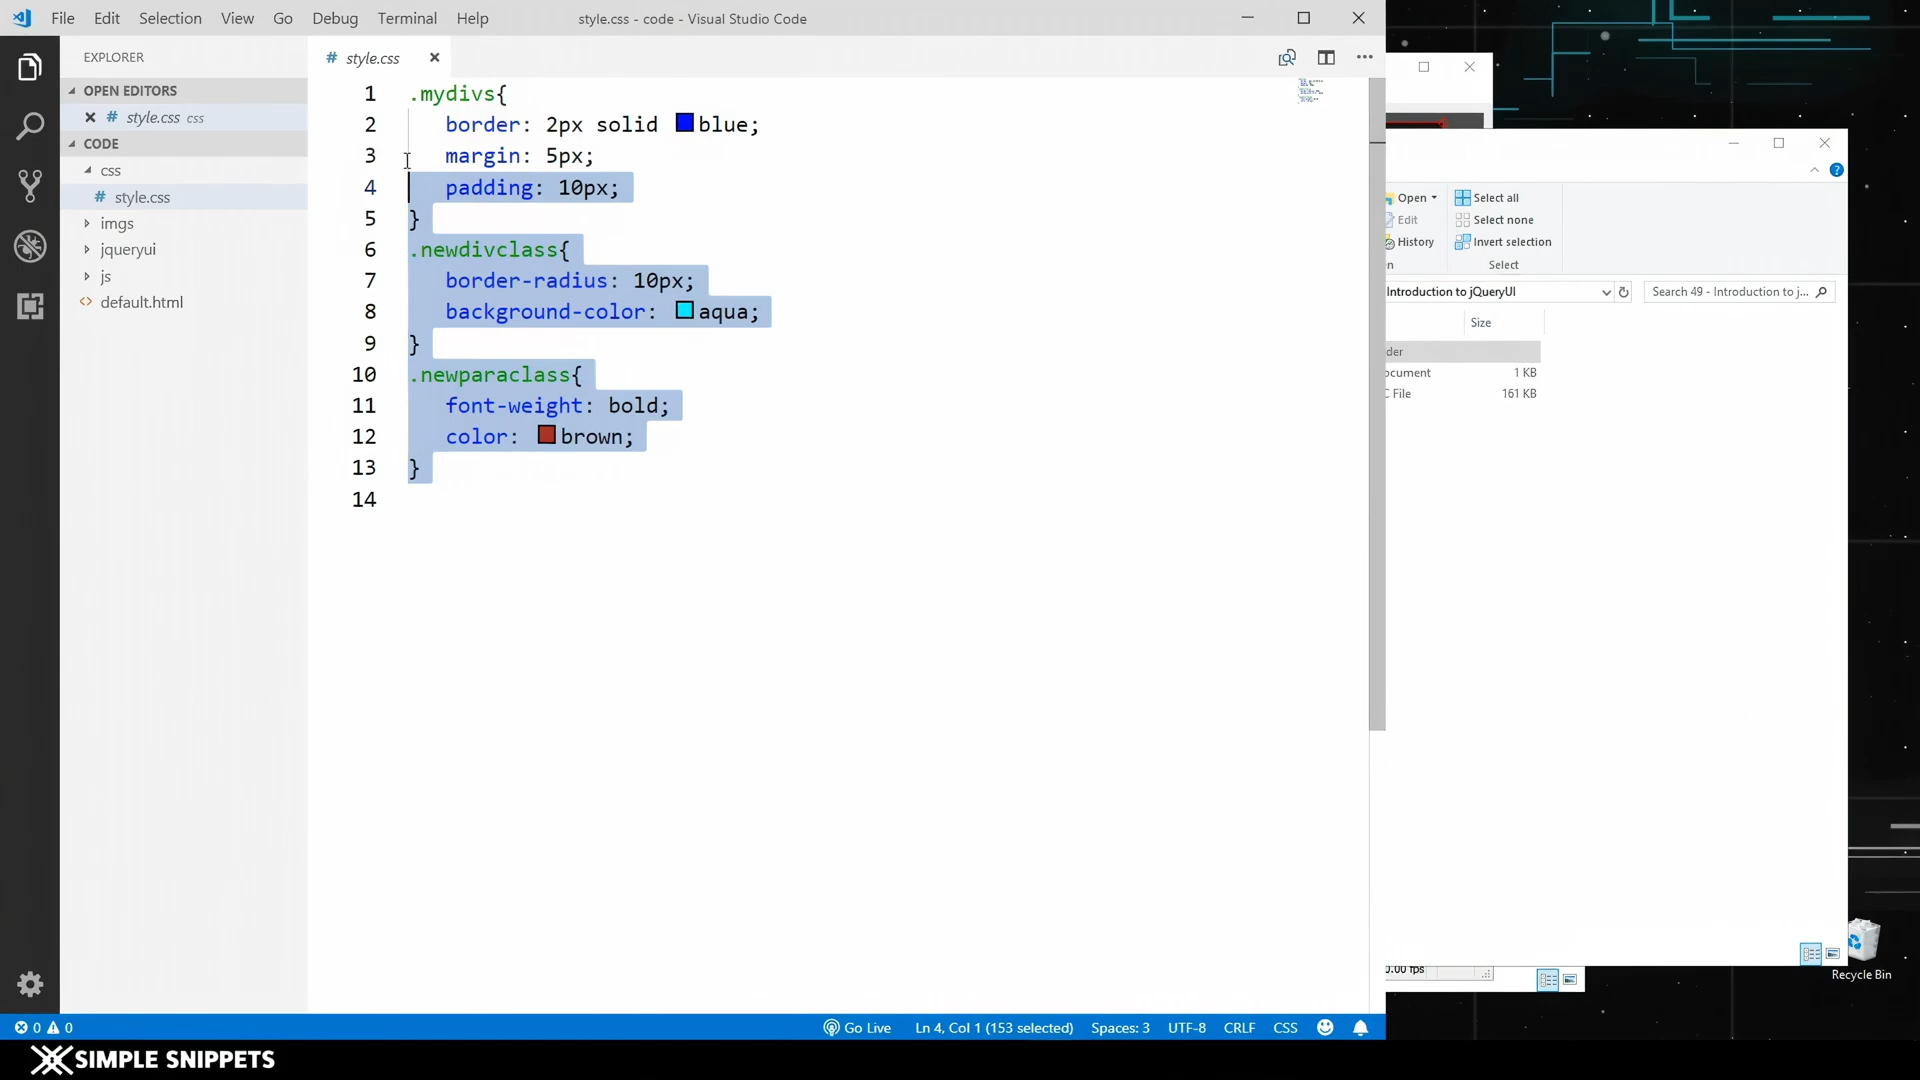 File Edit Selection View Go Debug Terminal Help
style.css - code - Visual Studio Code
EXPLORER
OPEN EDITORS
style.css css
CODE
css
style.css
imgs
jqueryui
js
default.html
style.css
1 .mydivs{
2 border: 2px solid blue;
3 margin: 5px;
4 padding: 10px;
5 }
6 .newdivclass{
7 border-radius: 10px;
8 background-color: aqua;
9 }
10 .newparaclass{
11 font-weight: bold;
12 color: brown;
13 }
14
Open Select all
Edit Select none
History Invert selection
Select
Introduction to jQueryUI
Search 49 - Introduction to j...
Size
der
ocument 1 KB
C File 161 KB
0.00 fps
Recycle Bin
0 0
Go Live
Ln 4, Col 1 (153 selected)
Spaces: 3
UTF-8
CRLF
CSS
SIMPLE SNIPPETS